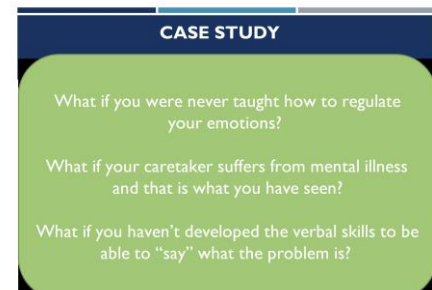 CASE STUDY
What if you were never taught how to regulate
your emotions?
What if your caretaker suffers from mental illness
and that is what you have seen?
What if you haven't developed the verbal skills to be
able to “say” what the problem is?